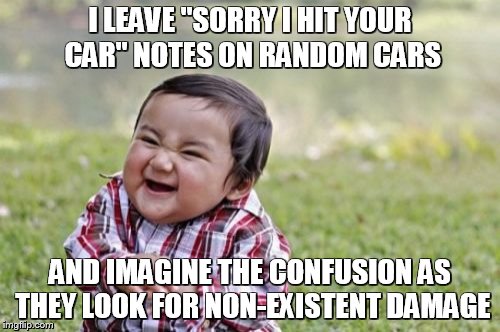 I LEAVE "SORRY I HIT YOUR
CAR" NOTES ON RANDOM CARS
AND IMAGINE THE CONFUSION AS
THEY LOOK FOR NON-EXISTENT DAMAGE
imgflip.com